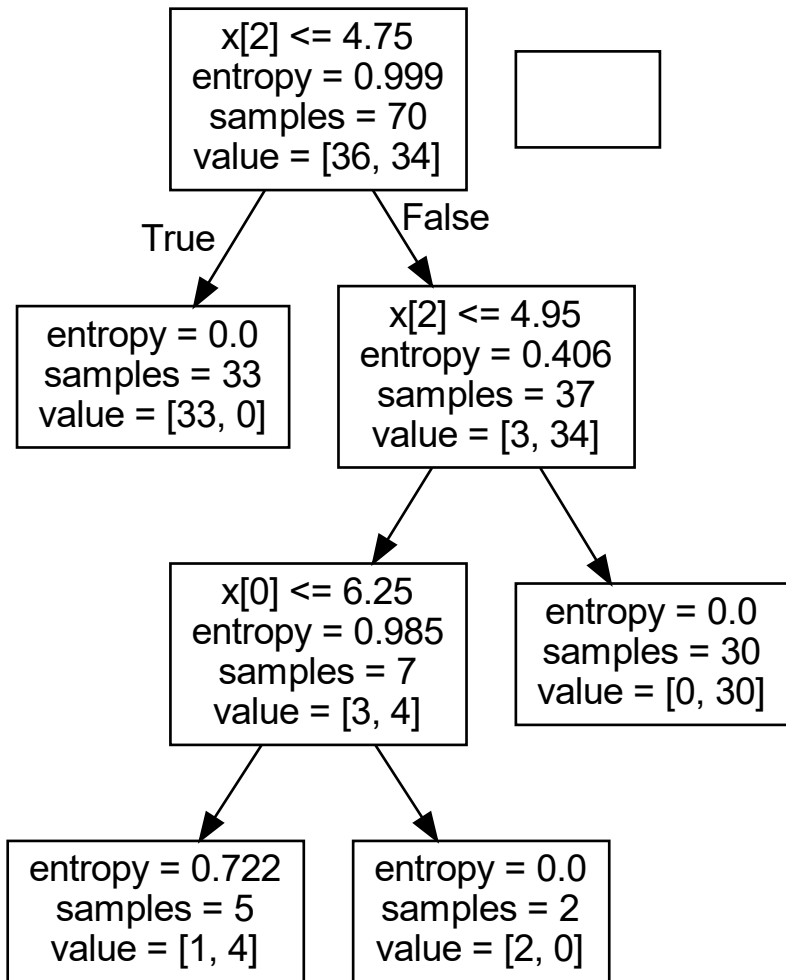 x[2] <= 4.75
entropy = 0.999
samples = 70
value = [36, 34]
True
False
entropy = 0.0
samples = 33
value = [33, 0]
x[2] <= 4.95
entropy = 0.406
samples = 37
value = [3, 34]
x[0] <= 6.25
entropy = 0.985
samples = 7
value = [3, 4]
entropy = 0.0
samples = 30
value = [0, 30]
entropy = 0.722
samples = 5
value = [1, 4]
entropy = 0.0
samples = 2
value = [2, 0]